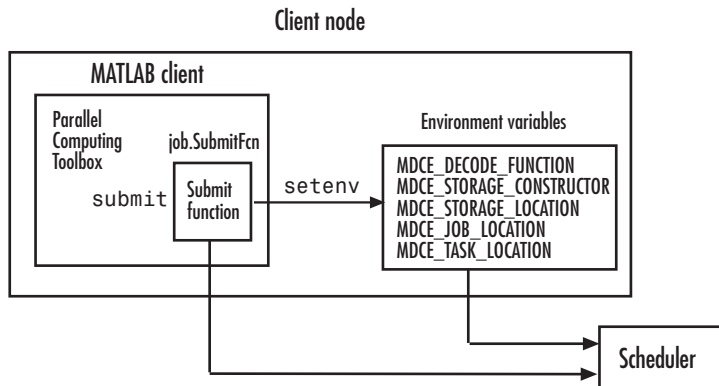 Client node
MATLAB client
Parallel
Computing
Toolbox
job.SubmitFcn
submit
Submit
function
setenv
Environment variables
MDCE_DECODE_FUNCTION
MDCE_STORAGE_CONSTRUCTOR
MDCE_STORAGE_LOCATION
MDCE_JOB_LOCATION
MDCE_TASK_LOCATION
Scheduler